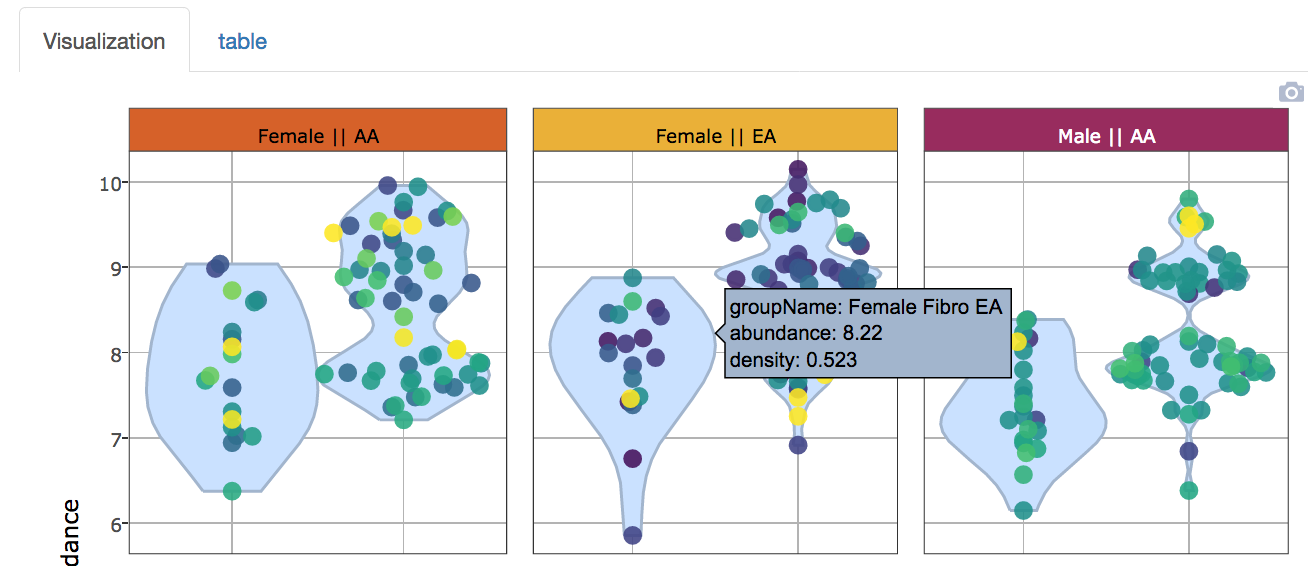 Visualization
table
Female || AA
Female || EA
Male || AA
10
9
8
7
6
groupName: Female Fibro EA
abundance: 8.22
density: 0.523
dance